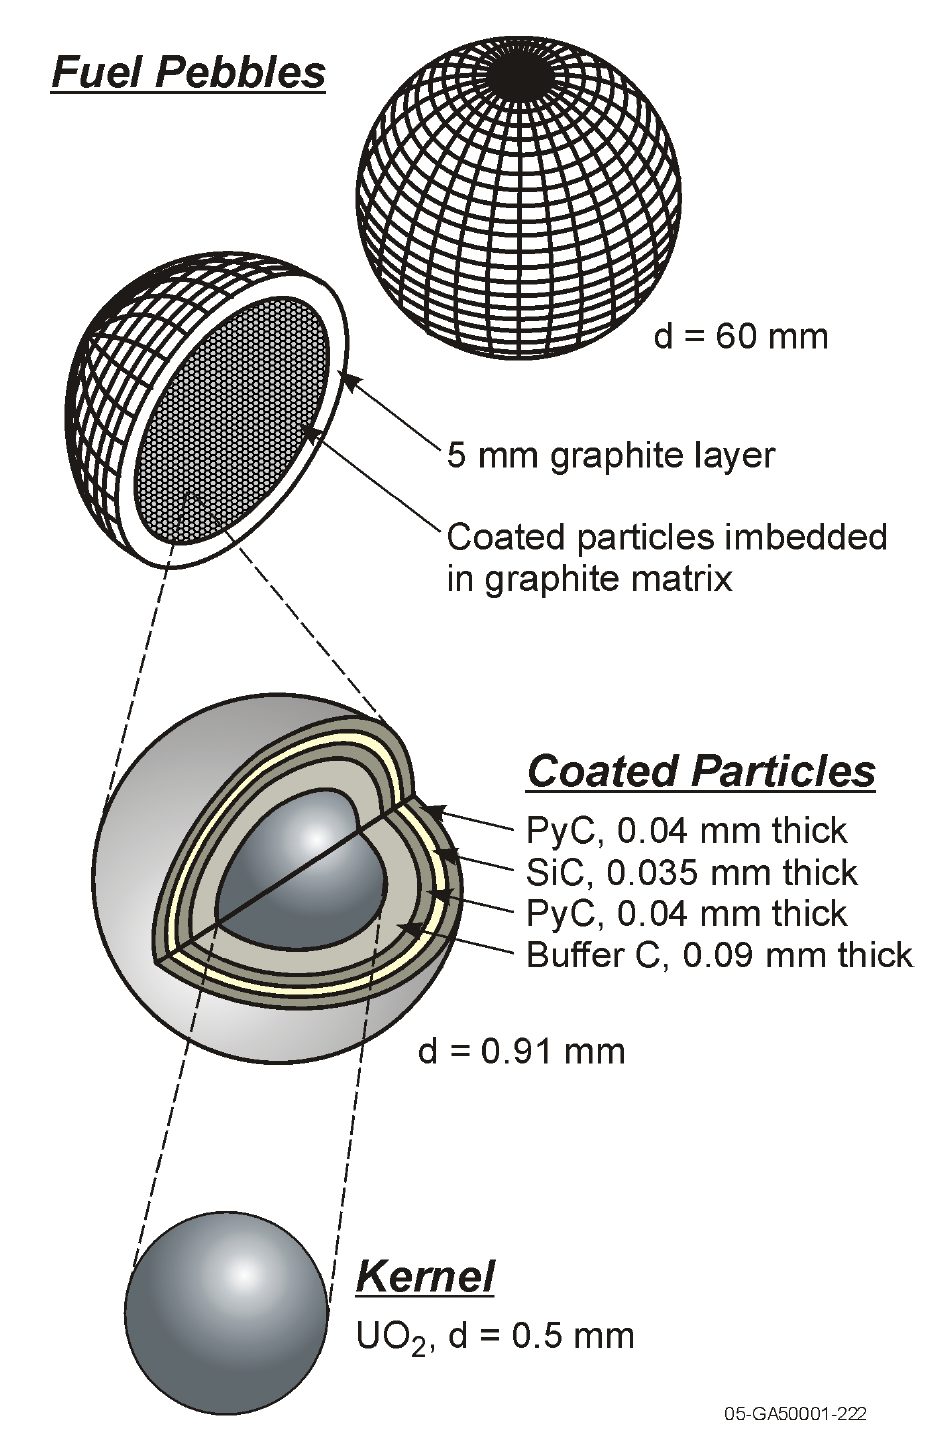 Fuel Pebbles
d = 60 mm
5 mm graphite layer
Coated particles imbedded
in graphite matrix
Coated Particles
PyC, 0.04 mm thick
SiC, 0.035 mm thick
PyC, 0.04 mm thick
Buffer C, 0.09 mm thick
d = 0.91 mm
Kernel
UO₂, d = 0.5 mm
05-GA50001-222